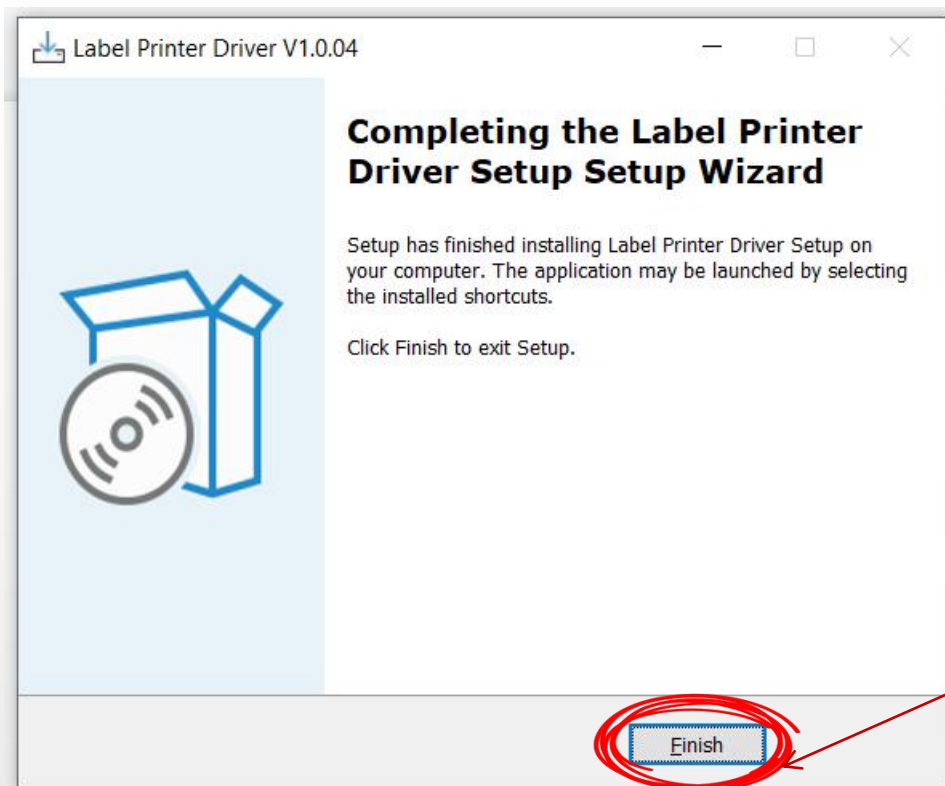 Label Printer Driver V1.0.04
Completing the Label Printer
Driver Setup Setup Wizard
Setup has finished installing Label Printer Driver Setup on
your computer. The application may be launched by selecting
the installed shortcuts.
Click Finish to exit Setup.
Finish